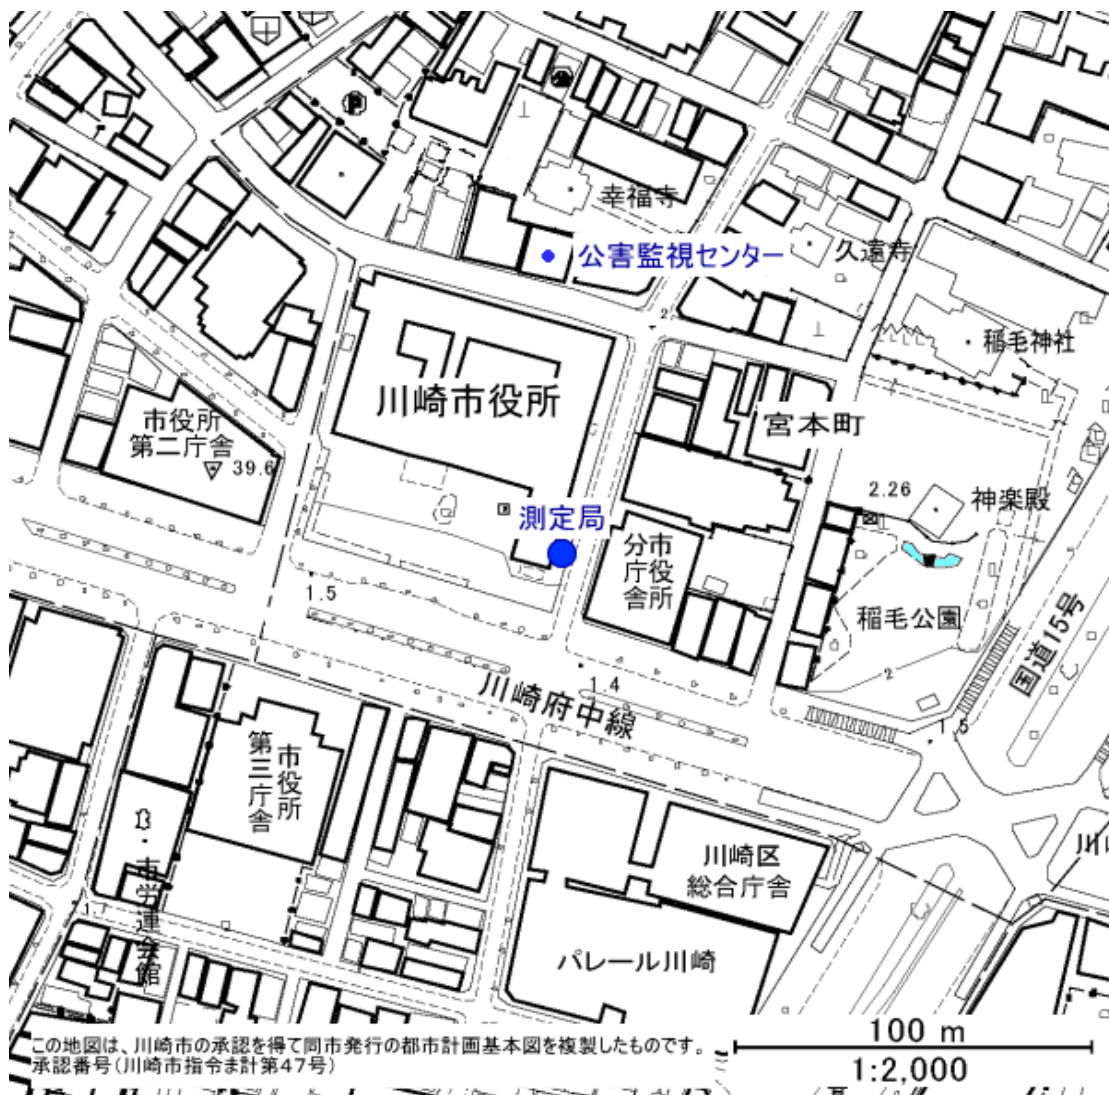 P
幸福寺
公害監視センター
久遠寺
2
稲毛神社
川崎市役所
市役所
第二庁舎
39.6
宮本町
2.26
神楽殿
測定局
市役所
分庁舎
1.5
稲毛公園
国道15号
2
1.4
川崎府中線
1.5
市役所
第三庁舎
川崎区
総合庁舎
市労連会館
1.1
パレール川崎
100 m
1:2,000
この地図は、川崎市の承認を得て同市発行の都市計画基本図を複製したものです。
承認番号(川崎市指令ま計第47号)